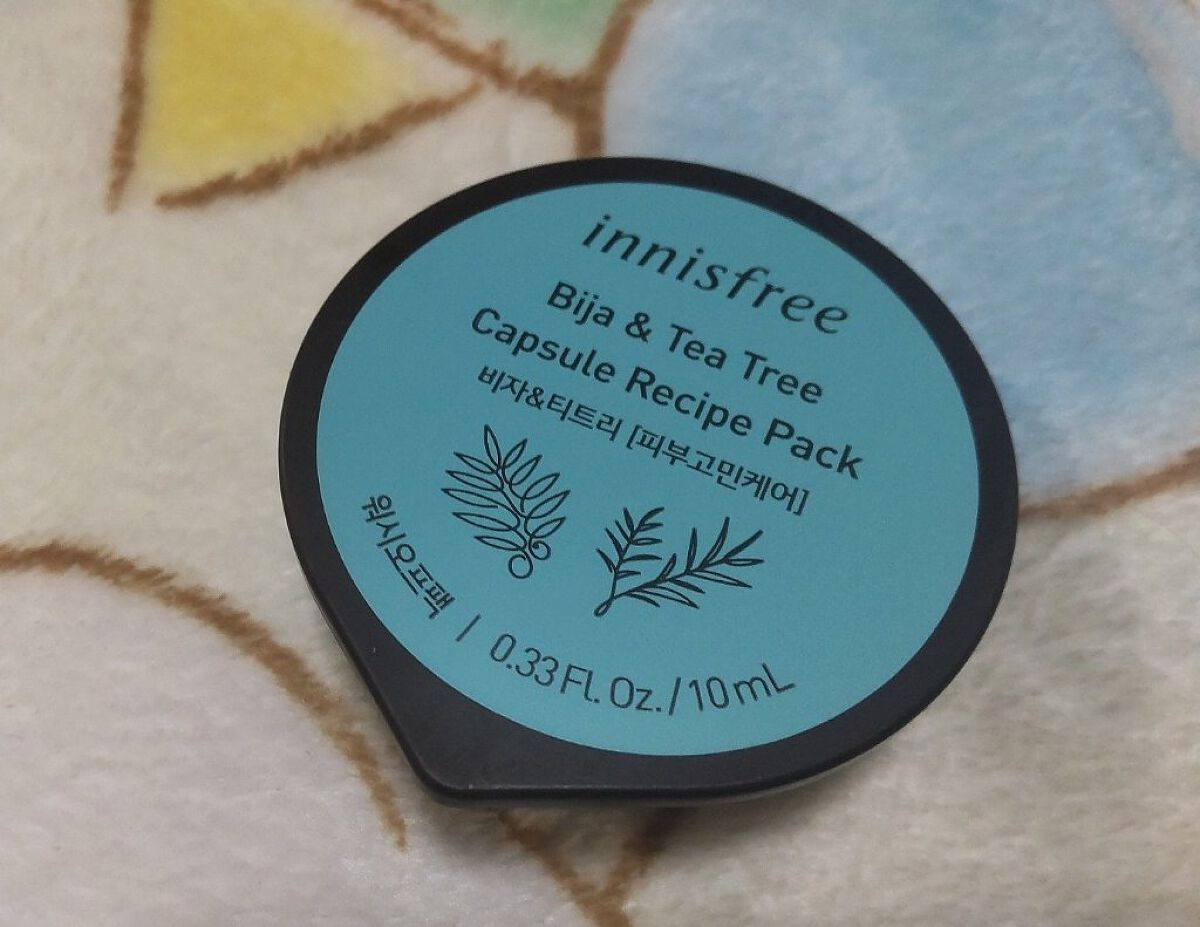 innisfree
Bija & Tea Tree
Capsule Recipe Pack
비자&티트리 [피부고민케어]
워시오프팩 / 0.33 Fl. Oz. / 10 mL